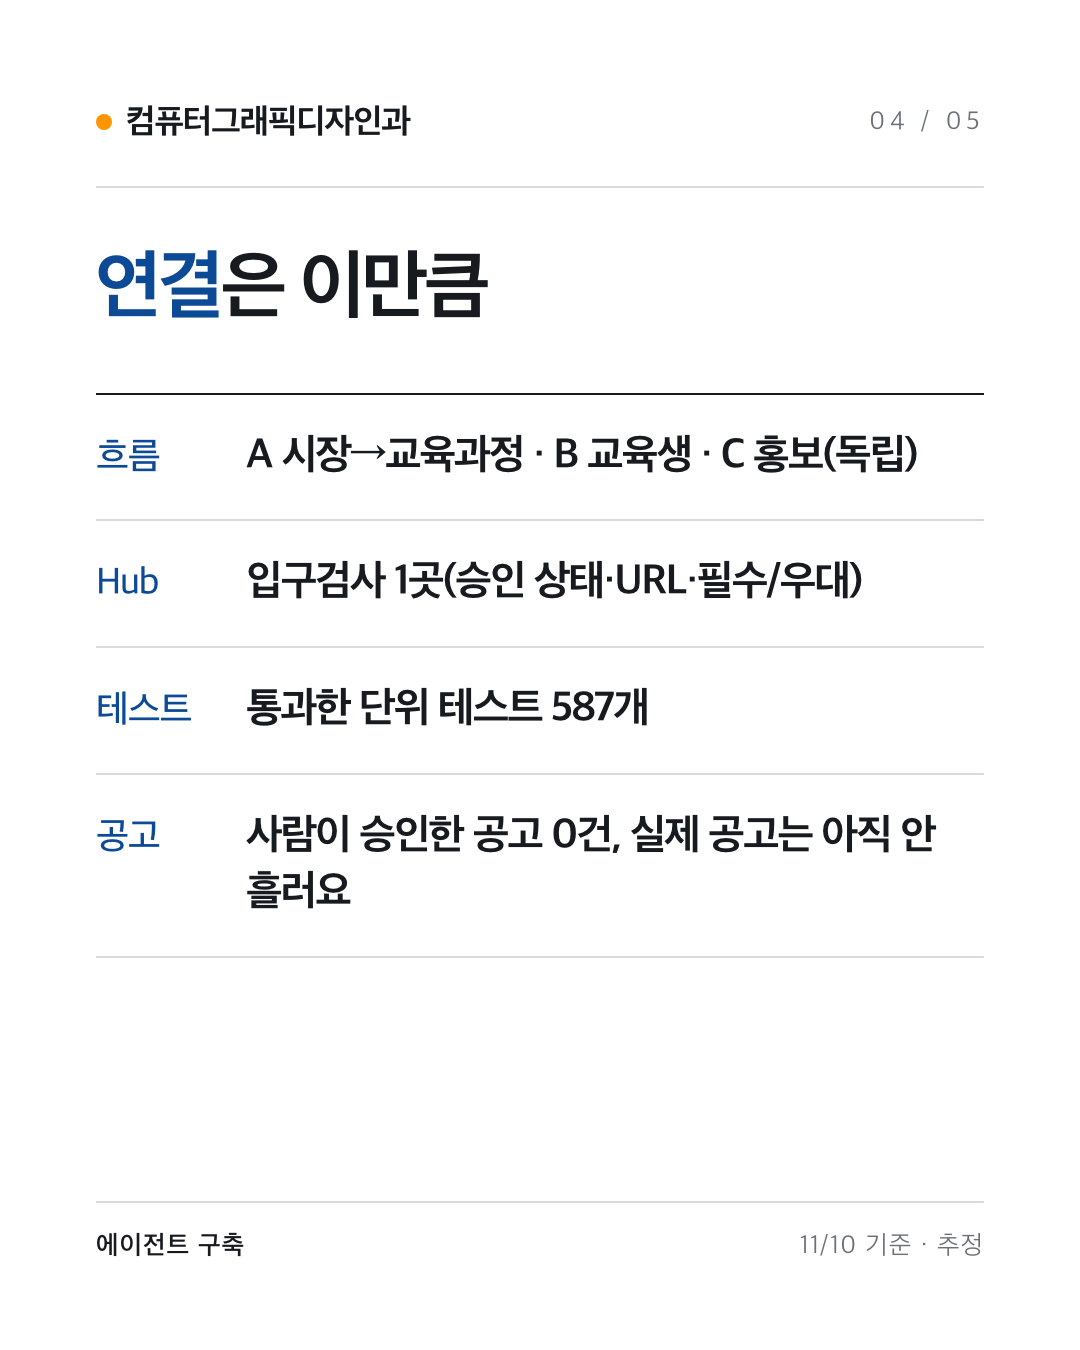 컴퓨터그래픽디자인과
04 / 05
연결은 이만큼
흐름
A 시장→교육과정 · B 교육생 · C 홍보(독립)
Hub
입구검사 1곳(승인 상태·URL·필수/우대)
테스트
통과한 단위 테스트 587개
공고
사람이 승인한 공고 0건, 실제 공고는 아직 안
흘러요
에이전트 구축
11/10 기준 · 추정